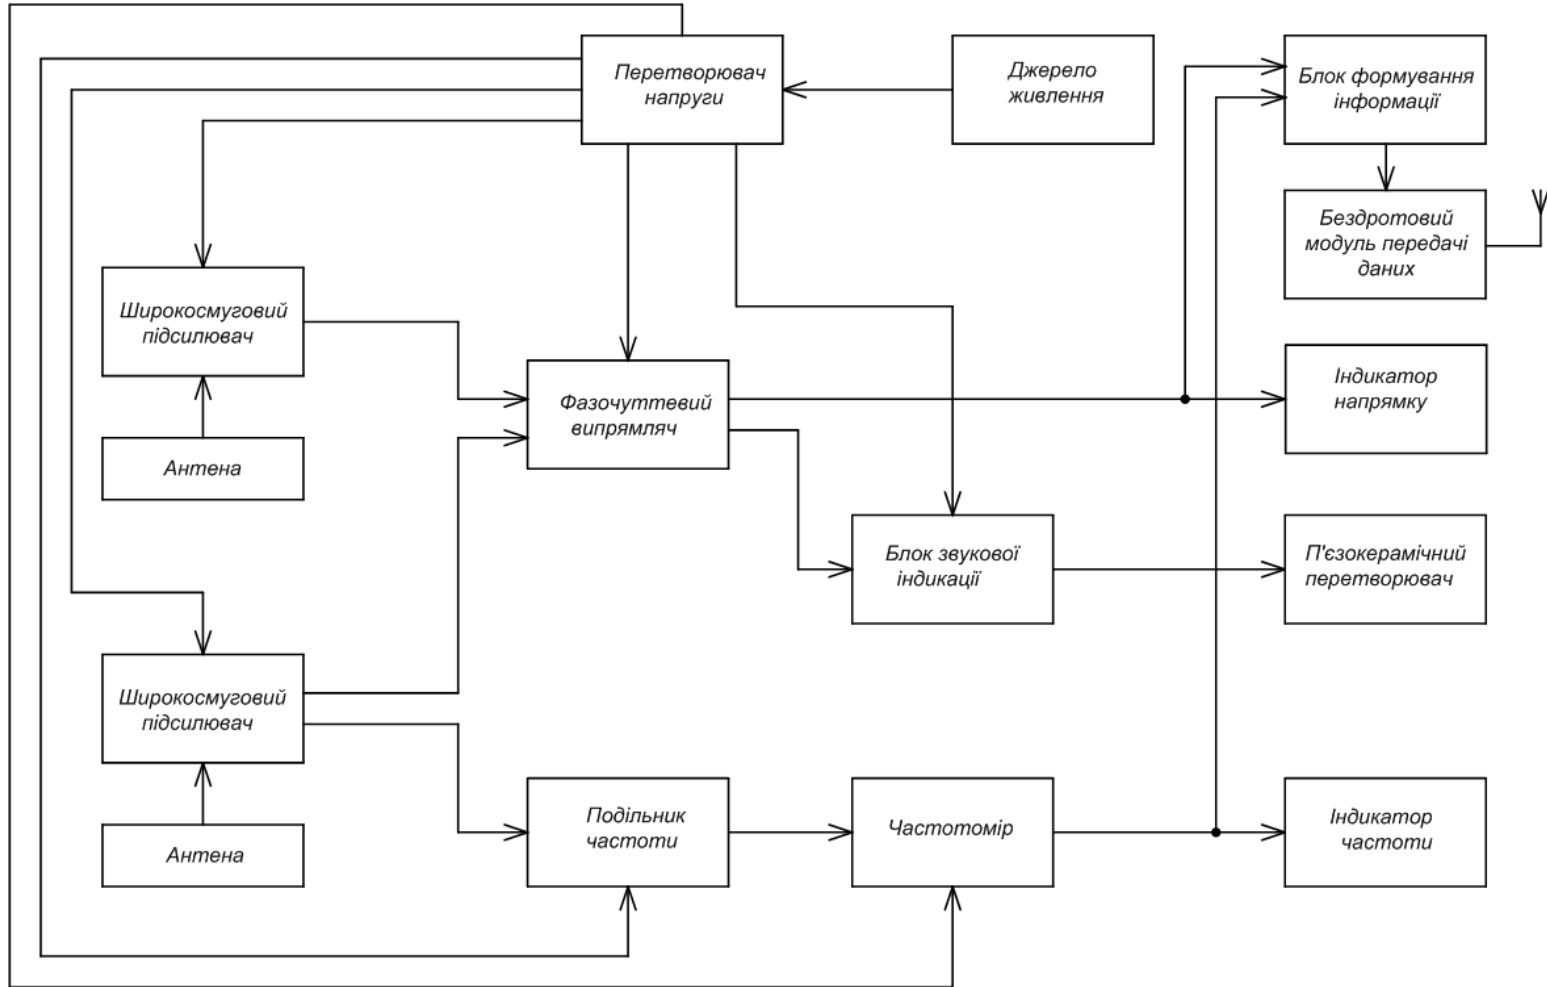 Перетворювач
напруги
Джерело
живлення
Блок формування
інформації
Бездротовий
модуль передачі
даних
Широкосмуговий
підсилювач
Антена
Фазочуттевий
випрямляч
Індикатор
напрямку
Блок звукової
індикації
П'єзокерамічний
перетворювач
Широкосмуговий
підсилювач
Антена
Подільник
частоти
Частотомір
Індикатор
частоти